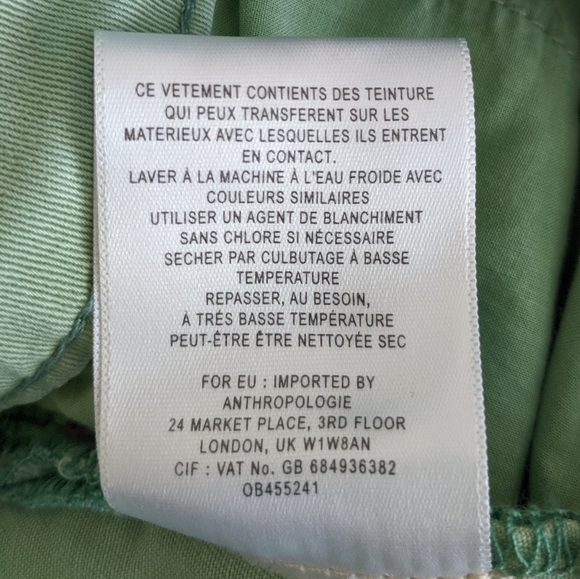 CE VETEMENT CONTIENTS DES TEINTURE
QUI PEUX TRANSFERENT SUR LES
MATERIEUX AVEC LESQUELLES ILS ENTRENT
EN CONTACT.
LAVER À LA MACHINE À L'EAU FROIDE AVEC
COULEURS SIMILAIRES
UTILISER UN AGENT DE BLANCHIMENT
SANS CHLORE SI NÉCESSAIRE
SECHER PAR CULBUTAGE À BASSE
TEMPERATURE
REPASSER, AU BESOIN,
À TRÉS BASSE TEMPÉRATURE
PEUT-ÊTRE ÊTRE NETTOYÉE SEC
FOR EU : IMPORTED BY
ANTHROPOLOGIE
24 MARKET PLACE, 3RD FLOOR
LONDON, UK W1W8AN
CIF : VAT No. GB 684936382
OB455241